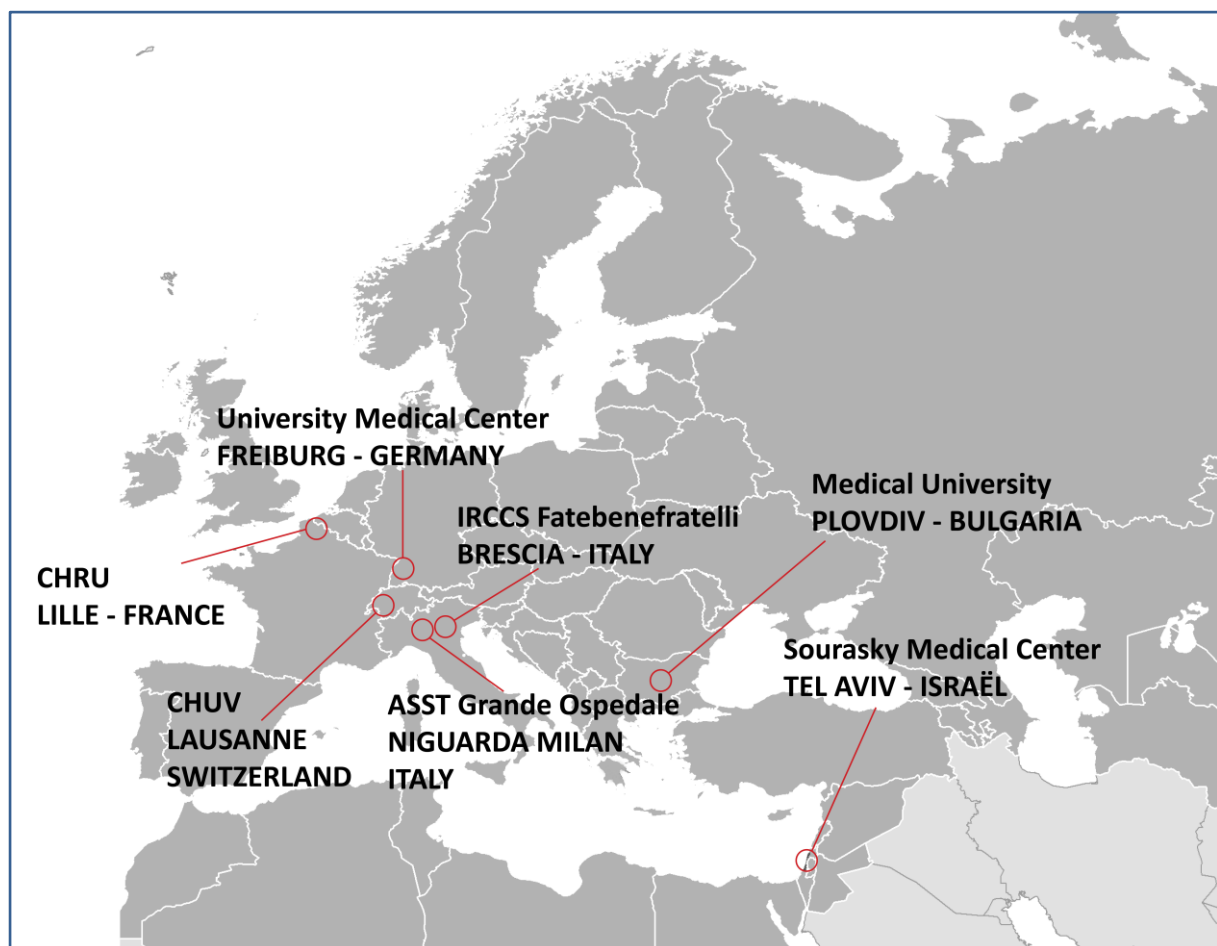 University Medical Center
FREIBURG - GERMANY
IRCCS Fatebenefratelli
BRESCIA - ITALY
Medical University
PLOVDIV - BULGARIA
CHRU
LILLE - FRANCE
Sourasky Medical Center
TEL AVIV - ISRAËL
CHUV
LAUSANNE
SWITZERLAND
ASST Grande Ospedale
NIGUARDA MILAN
ITALY